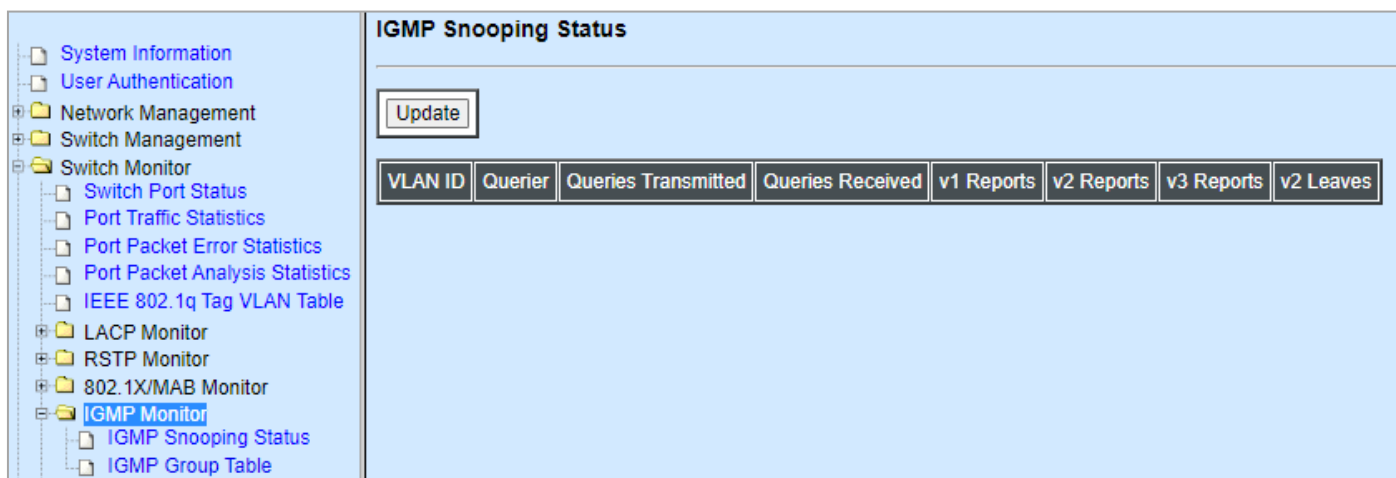 System Information
User Authentication
Network Management
Switch Management
Switch Monitor
Switch Port Status
Port Traffic Statistics
Port Packet Error Statistics
Port Packet Analysis Statistics
IEEE 802.1q Tag VLAN Table
LACP Monitor
RSTP Monitor
802.1X/MAB Monitor
IGMP Monitor
IGMP Snooping Status
IGMP Group Table
IGMP Snooping Status
Update
VLAN ID Querier Queries Transmitted Queries Received v1 Reports v2 Reports v3 Reports v2 Leaves